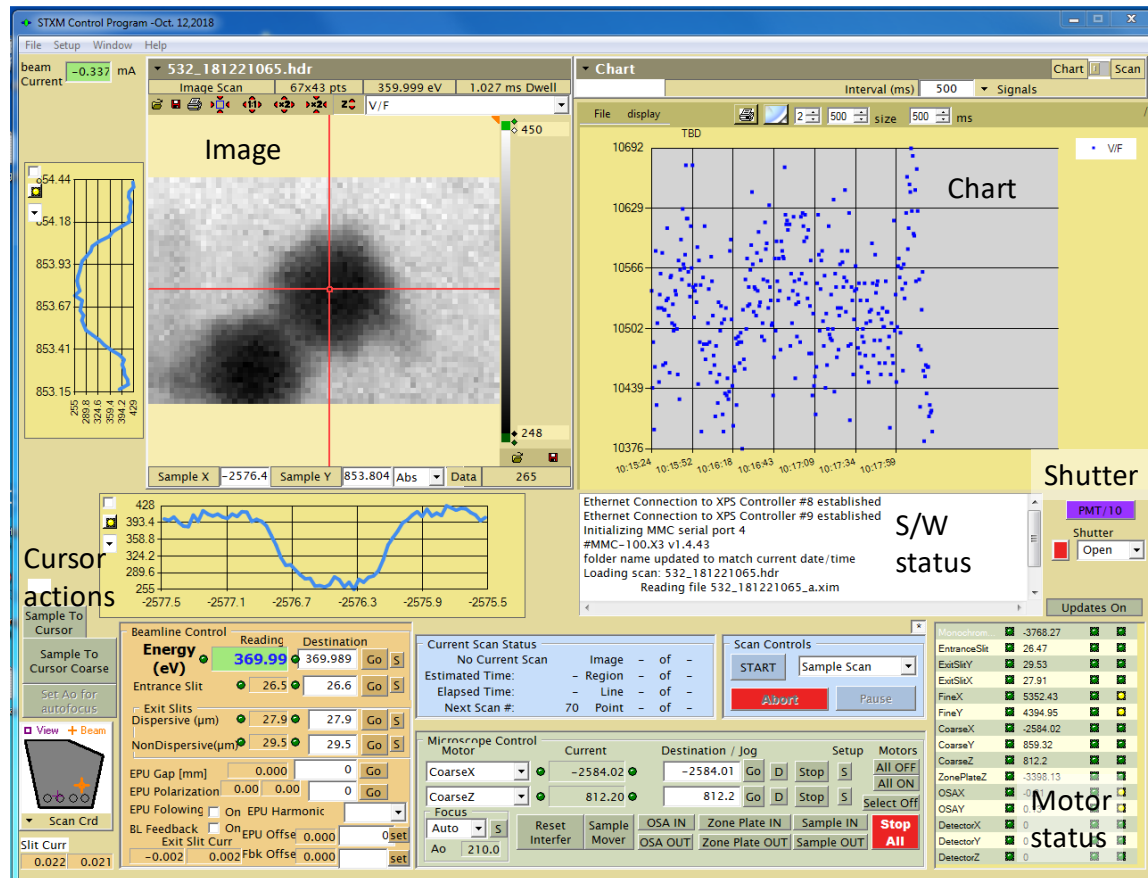 STXM Control Program -Oct. 12,2018
File Setup Window Help
beam Current -0.337 mA
532_181221065.hdr
Image Scan 67x43 pts 359.999 eV 1.027 ms Dwell
V/F
Image
450
248
Sample X -2576.4 Sample Y 853.804 Abs Data 265
854.44
854.18
853.93
853.67
853.41
853.15
255 289.8 324.6 359.4 394.2 429
Chart
Chart Scan
Interval (ms) 500 Signals
File display 2 500 size 500 ms
TBD
V/F
Chart
10692
10629
10566
10502
10439
10376
10:15:24 10:15:52 10:16:18 10:16:43 10:17:09 10:17:34 10:17:59
428
393.4
358.8
324.2
289.6
255
-2577.5 -2577.1 -2576.7 -2576.3 -2575.9 -2575.5
Ethernet Connection to XPS Controller #8 established
Ethernet Connection to XPS Controller #9 established
Initializing MMC serial port 4
#MMC-100.X3 v1.4.43
folder name updated to match current date/time
Loading scan: 532_181221065.hdr
Reading file 532_181221065_a.xim
S/W status
Shutter
PMT/10
Shutter
Open
Updates On
Cursor actions
Sample To Cursor
Sample To Cursor Coarse
Set Ao for autofocus
View Beam
Scan Crd
Slit Curr
0.022 0.021
Beamline Control
Reading Destination
Energy (eV) 369.99 369.989 Go S
Entrance Slit 26.5 26.6 Go S
Exit Slits
Dispersive (μm) 27.9 27.9 Go S
NonDispersive(μm) 29.5 29.5 Go S
EPU Gap [mm] 0.000 0 Go
EPU Polarization 0.00 0.00 0 Go
EPU Folowing On EPU Harmonic
BL Feedback On EPU Offse 0.000 0 set
Exit Slit Curr
-0.002 0.002 Fbk Offse 0.000 set
Current Scan Status
No Current Scan Image - of -
Estimated Time: - Region - of -
Elapsed Time: - Line - of -
Next Scan #: 70 Point - of -
Scan Controls
START Sample Scan
Abort Pause
Microscope Control
Motor Current Destination / Jog Setup Motors
CoarseX -2584.02 -2584.01 Go D Stop S All OFF
All ON
CoarseZ 812.20 812.2 Go D Stop S Select Off
Focus
Auto S
Ao 210.0
Reset Interfer
Sample Mover
OSA IN Zone Plate IN Sample IN
OSA OUT Zone Plate OUT Sample OUT
Stop All
Monochrom... -3768.27
EntranceSlit 26.47
ExitSlitY 29.53
ExitSlitX 27.91
FineX 5352.43
FineY 4394.95
CoarseX -2584.02
CoarseY 859.32
CoarseZ 812.2
ZonePlateZ -3398.13
OSAX
OSAY
DetectorX 0
DetectorY 0
DetectorZ 0
Motor status